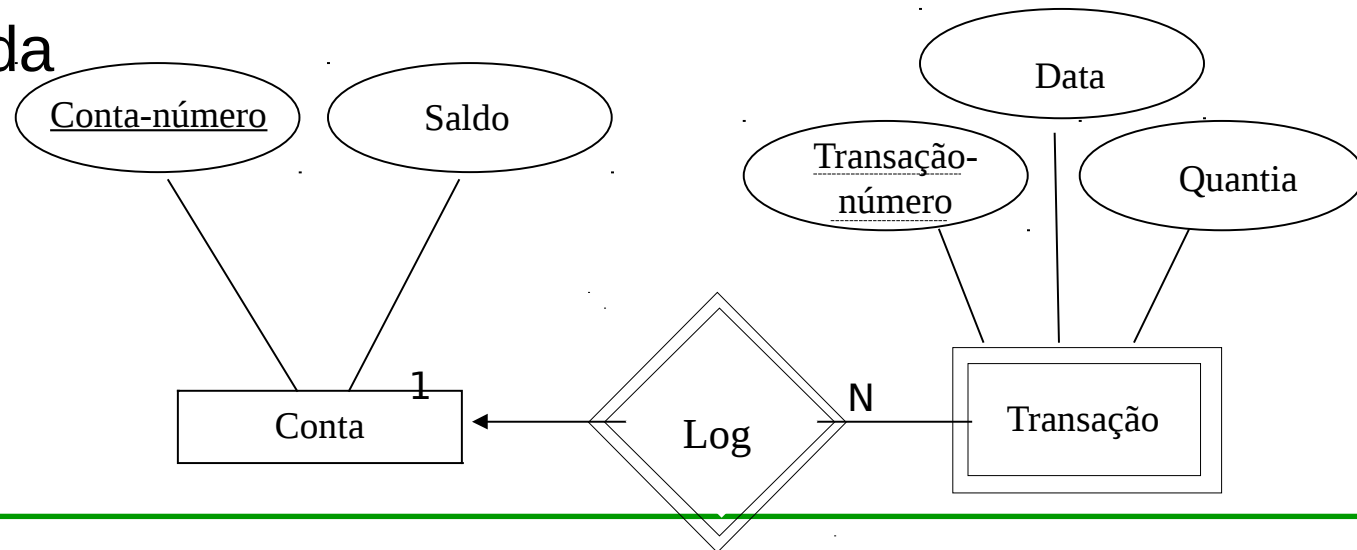 da
Conta-número
Saldo
Data
Transação-
número
Quantia
1
N
Conta
Log
Transação